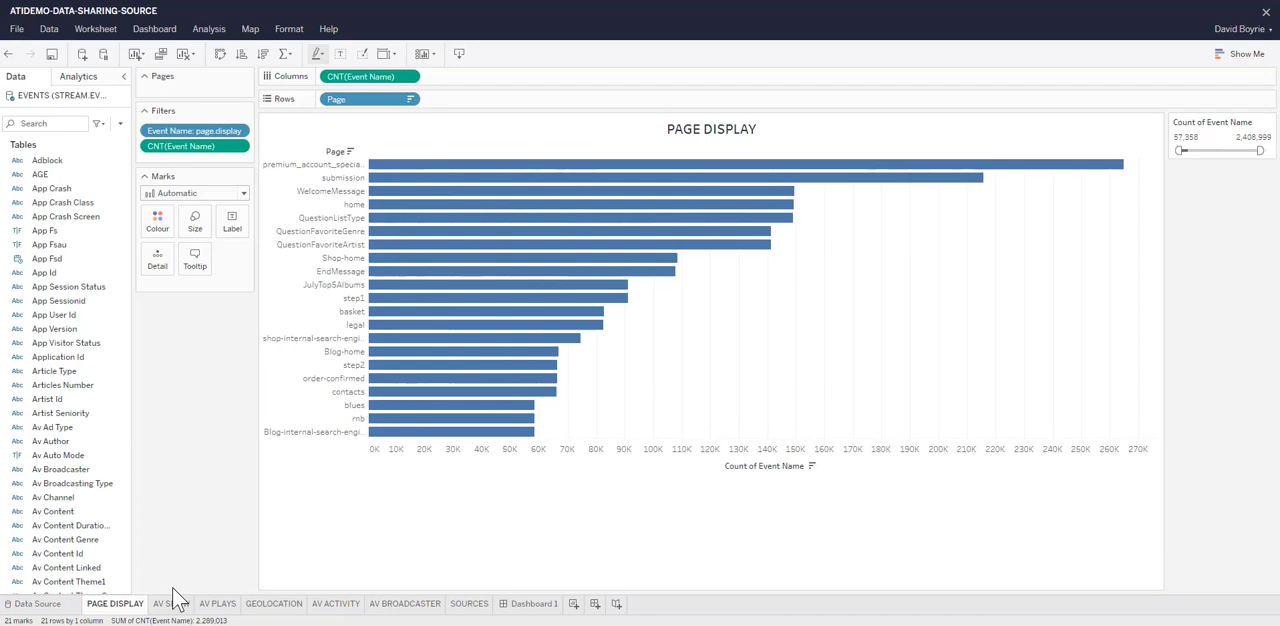 ATIDEMO-DATA-SHARING-SOURCE
File Data Worksheet Dashboard Analysis Map Format Help
David Boyrie
Show Me
Data Analytics
EVENTS (STREAM.EV...
Search
Tables
Adblock
AGE
App Crash
App Crash Class
App Crash Screen
App Fs
App Fsau
App Fsd
App Id
App Session Status
App Sessionid
App User Id
App Version
App Visitor Status
Application Id
Article Type
Articles Number
Artist Id
Artist Seniority
Av Ad Type
Av Author
Av Auto Mode
Av Broadcaster
Av Broadcasting Type
Av Channel
Av Content
Av Content Duratio...
Av Content Genre
Av Content Id
Av Content Linked
Av Content Theme1
Pages
Filters
Event Name: page.display
CNT(Event Name)
Marks
Automatic
Colour Size Label
Detail Tooltip
Columns CNT(Event Name)
Rows Page
PAGE DISPLAY
Page
premium_account_specia..
submission
WelcomeMessage
home
QuestionListType
QuestionFavoriteGenre
QuestionFavoriteArtist
Shop-home
EndMessage
JulyTop5Albums
step1
basket
legal
shop-internal-search-engi..
Blog-home
step2
order-confirmed
contacts
blues
rnb
Blog-internal-search-engi..
0K 10K 20K 30K 40K 50K 60K 70K 80K 90K 100K 110K 120K 130K 140K 150K 160K 170K 180K 190K 200K 210K 220K 230K 240K 250K 260K 270K
Count of Event Name
Count of Event Name
57,358 2,408,999
Data Source PAGE DISPLAY AV PLAYS GEOLOCATION AV ACTIVITY AV BROADCASTER SOURCES Dashboard 1
21 marks 21 rows by 1 column SUM of CNT(Event Name): 2,289,013